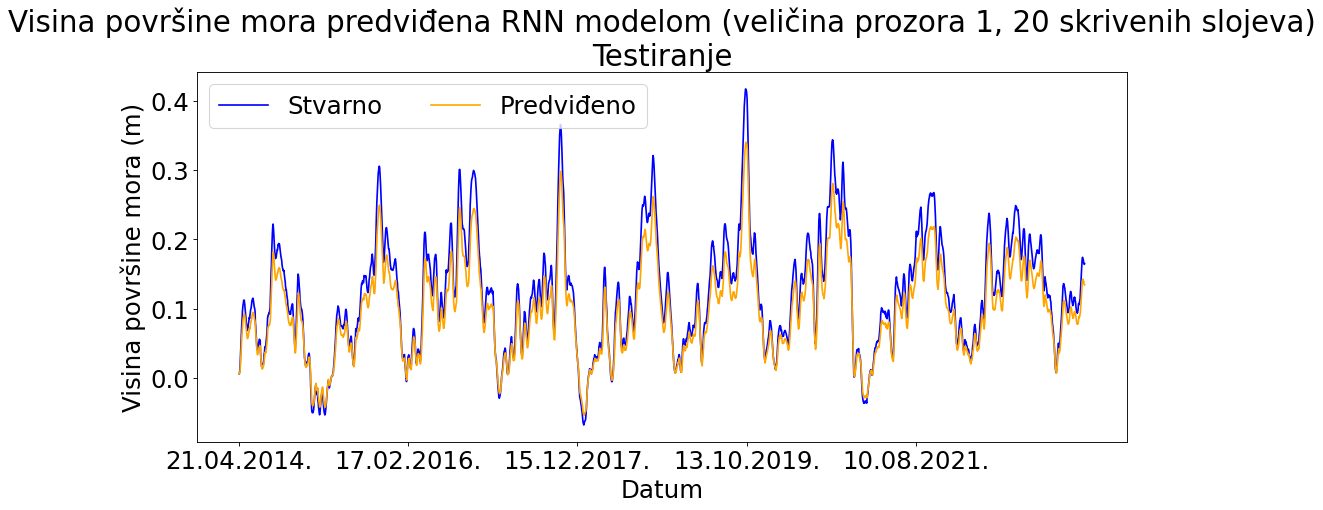 Visina površine mora predviđena RNN modelom (veličina prozora 1, 20 skrivenih slojeva)
Testiranje
Stvarno Predviđeno
Visina površine mora (m)
0.4
0.3
0.2
0.1
0.0
21.04.2014. 17.02.2016. 15.12.2017. 13.10.2019. 10.08.2021.
Datum